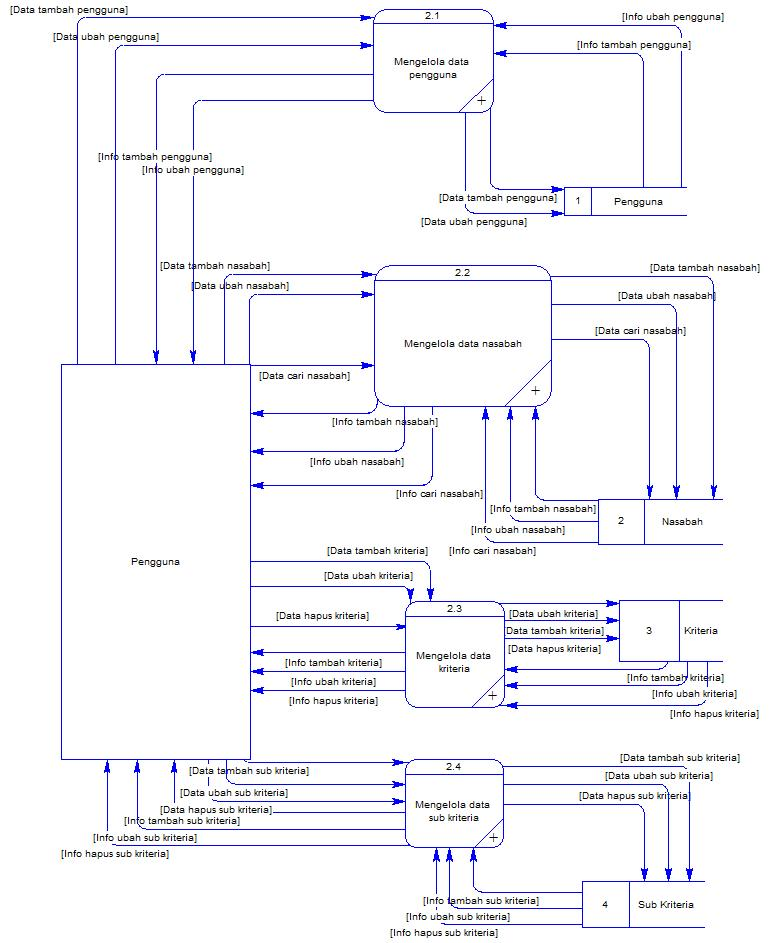 [Data tambah pengguna]
2.1
[Info ubah pengguna]
[Data ubah pengguna]
[Info tambah pengguna]
Mengelola data
pengguna
+
[Info tambah pengguna]
[Info ubah pengguna]
[Data tambah pengguna]
1
Pengguna
[Data ubah pengguna]
[Data tambah nasabah]
2.2
[Data tambah nasabah]
[Data ubah nasabah]
[Data ubah nasabah]
[Data cari nasabah]
Mengelola data nasabah
[Data cari nasabah]
+
[Info tambah nasabah]
[Info ubah nasabah]
[Info cari nasabah]
[Info tambah nasabah]
2
Nasabah
[Info ubah nasabah]
[Info cari nasabah]
Pengguna
[Data tambah kriteria]
[Data ubah kriteria]
2.3
[Data hapus kriteria]
[Data ubah kriteria]
[Data tambah kriteria]
3
Kriteria
[Data hapus kriteria]
Mengelola data
kriteria
+
[Info tambah kriteria]
[Info ubah kriteria]
[Info hapus kriteria]
[Info tambah kriteria]
[Info ubah kriteria]
[Info hapus kriteria]
2.4
[Data tambah sub kriteria]
[Data tambah sub kriteria]
[Data ubah sub kriteria]
[Data ubah sub kriteria]
[Data hapus sub kriteria]
[Data hapus sub kriteria]
Mengelola data
sub kriteria
+
[Info tambah sub kriteria]
[Info ubah sub kriteria]
[Info hapus sub kriteria]
[Info tambah sub kriteria]
4
Sub Kriteria
[Info ubah sub kriteria]
[Info hapus sub kriteria]